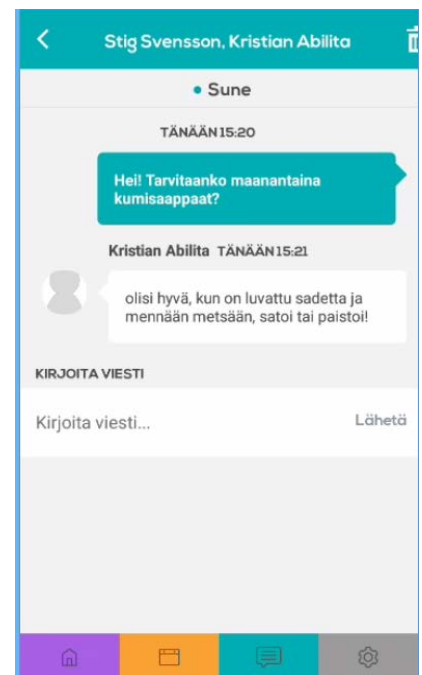 Stig Svensson, Kristian Abilita
Sune
TÄNÄÄN 15:20
Hei! Tarvitaanko maanantaina
kumisaappaat?
Kristian Abilita TÄNÄÄN 15:21
olisi hyvä, kun on luvattu sadetta ja
mennään metsään, satoi tai paistoi!
KIRJOITA VIESTI
Kirjoita viesti... Lähetä